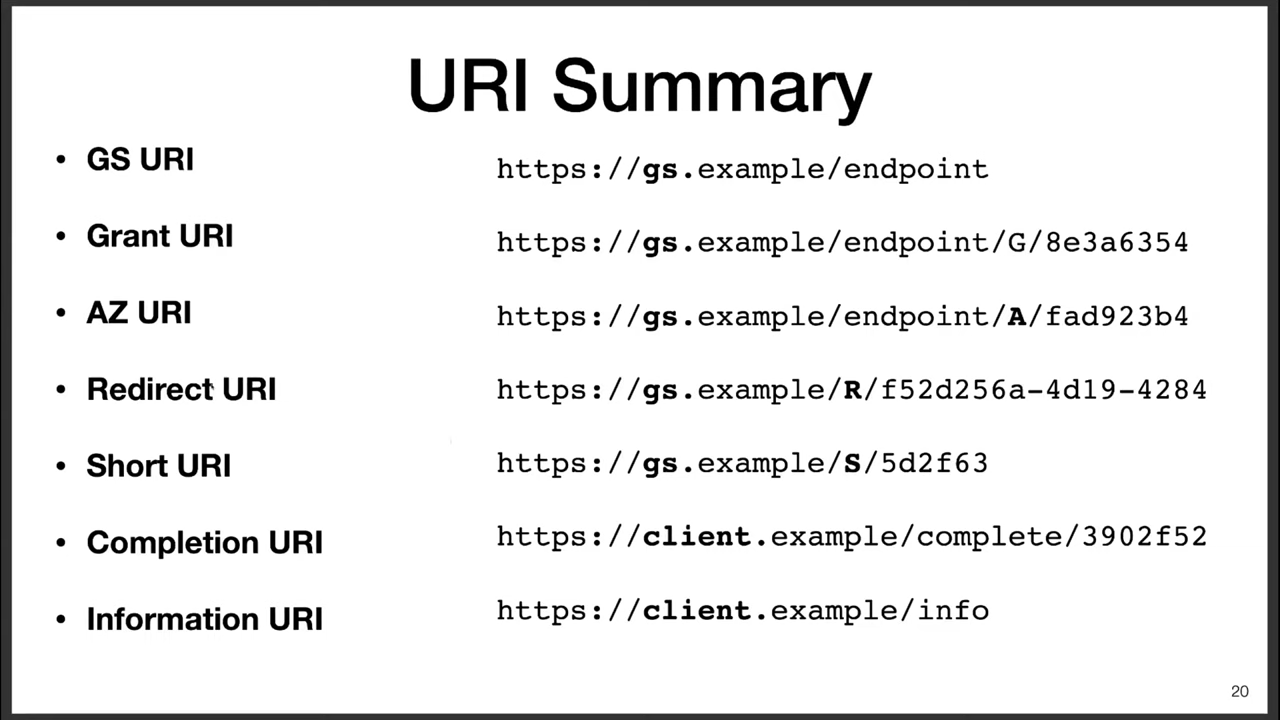 URI Summary
• GS URI https://gs.example/endpoint
• Grant URI https://gs.example/endpoint/G/8e3a6354
• AZ URI https://gs.example/endpoint/A/fad923b4
• Redirect URI https://gs.example/R/f52d256a-4d19-4284
• Short URI https://gs.example/S/5d2f63
• Completion URI https://client.example/complete/3902f52
• Information URI https://client.example/info
20